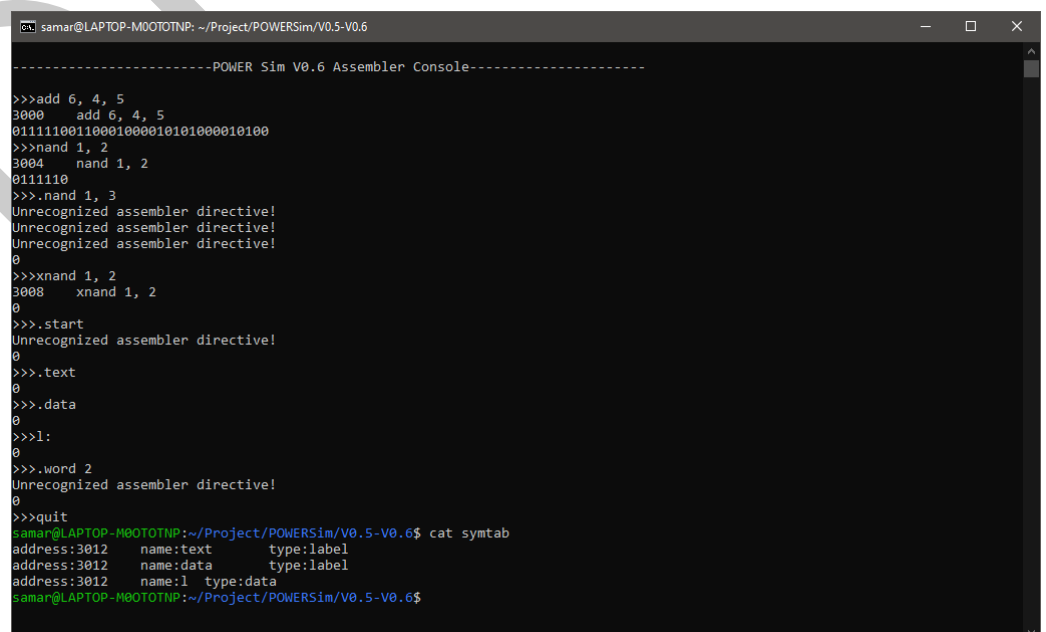 samar@LAPTOP-M0OTOTNP: ~/Project/POWERSim/V0.5-V0.6
-------------------------POWER Sim V0.6 Assembler Console----------------------
>>>add 6, 4, 5
3000    add 6, 4, 5
01111100110001000010101000010100
>>>nand 1, 2
3004    nand 1, 2
0111110
>>>.nand 1, 3
Unrecognized assembler directive!
Unrecognized assembler directive!
Unrecognized assembler directive!
0
>>>xnand 1, 2
3008    xnand 1, 2
0
>>>.start
Unrecognized assembler directive!
0
>>>.text
0
>>>.data
0
>>>l:
0
>>>.word 2
Unrecognized assembler directive!
0
>>>quit
samar@LAPTOP-M0OTOTNP:~/Project/POWERSim/V0.5-V0.6$ cat symtab
address:3012    name:text       type:label
address:3012    name:data       type:label
address:3012    name:l  type:data
samar@LAPTOP-M0OTOTNP:~/Project/POWERSim/V0.5-V0.6$